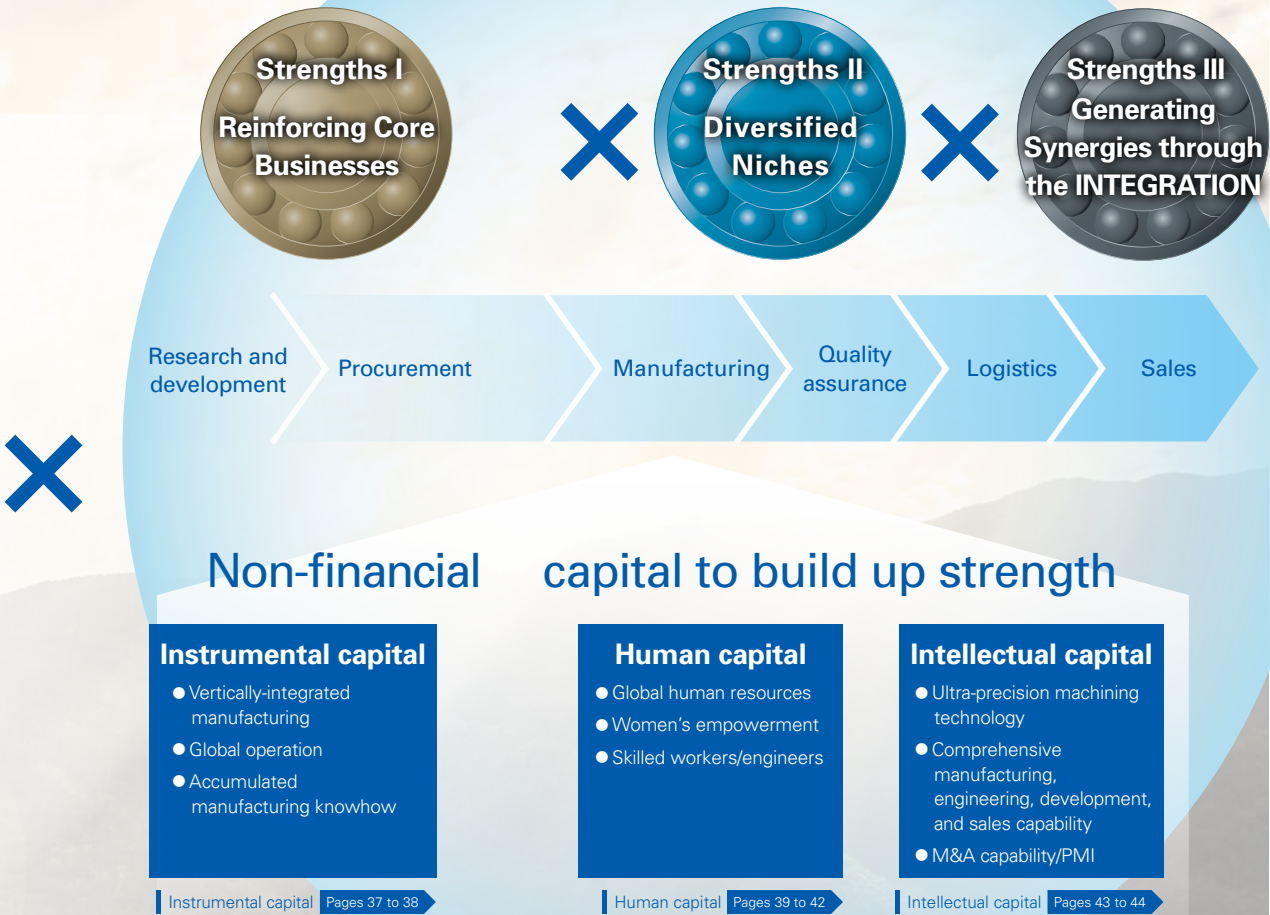 Strengths I
Reinforcing Core
Businesses
Strengths II
Diversified
Niches
Strengths III
Generating
Synergies through
the INTEGRATION
Research and
development
Procurement
Manufacturing
Quality
assurance
Logistics
Sales
Non-financial capital to build up strength
Instrumental capital
● Vertically-integrated
manufacturing
● Global operation
● Accumulated
manufacturing knowhow
Instrumental capital Pages 37 to 38
Human capital
● Global human resources
● Women's empowerment
● Skilled workers/engineers
Human capital Pages 39 to 42
Intellectual capital
● Ultra-precision machining
technology
● Comprehensive
manufacturing,
engineering, development,
and sales capability
● M&A capability/PMI
Intellectual capital Pages 43 to 44